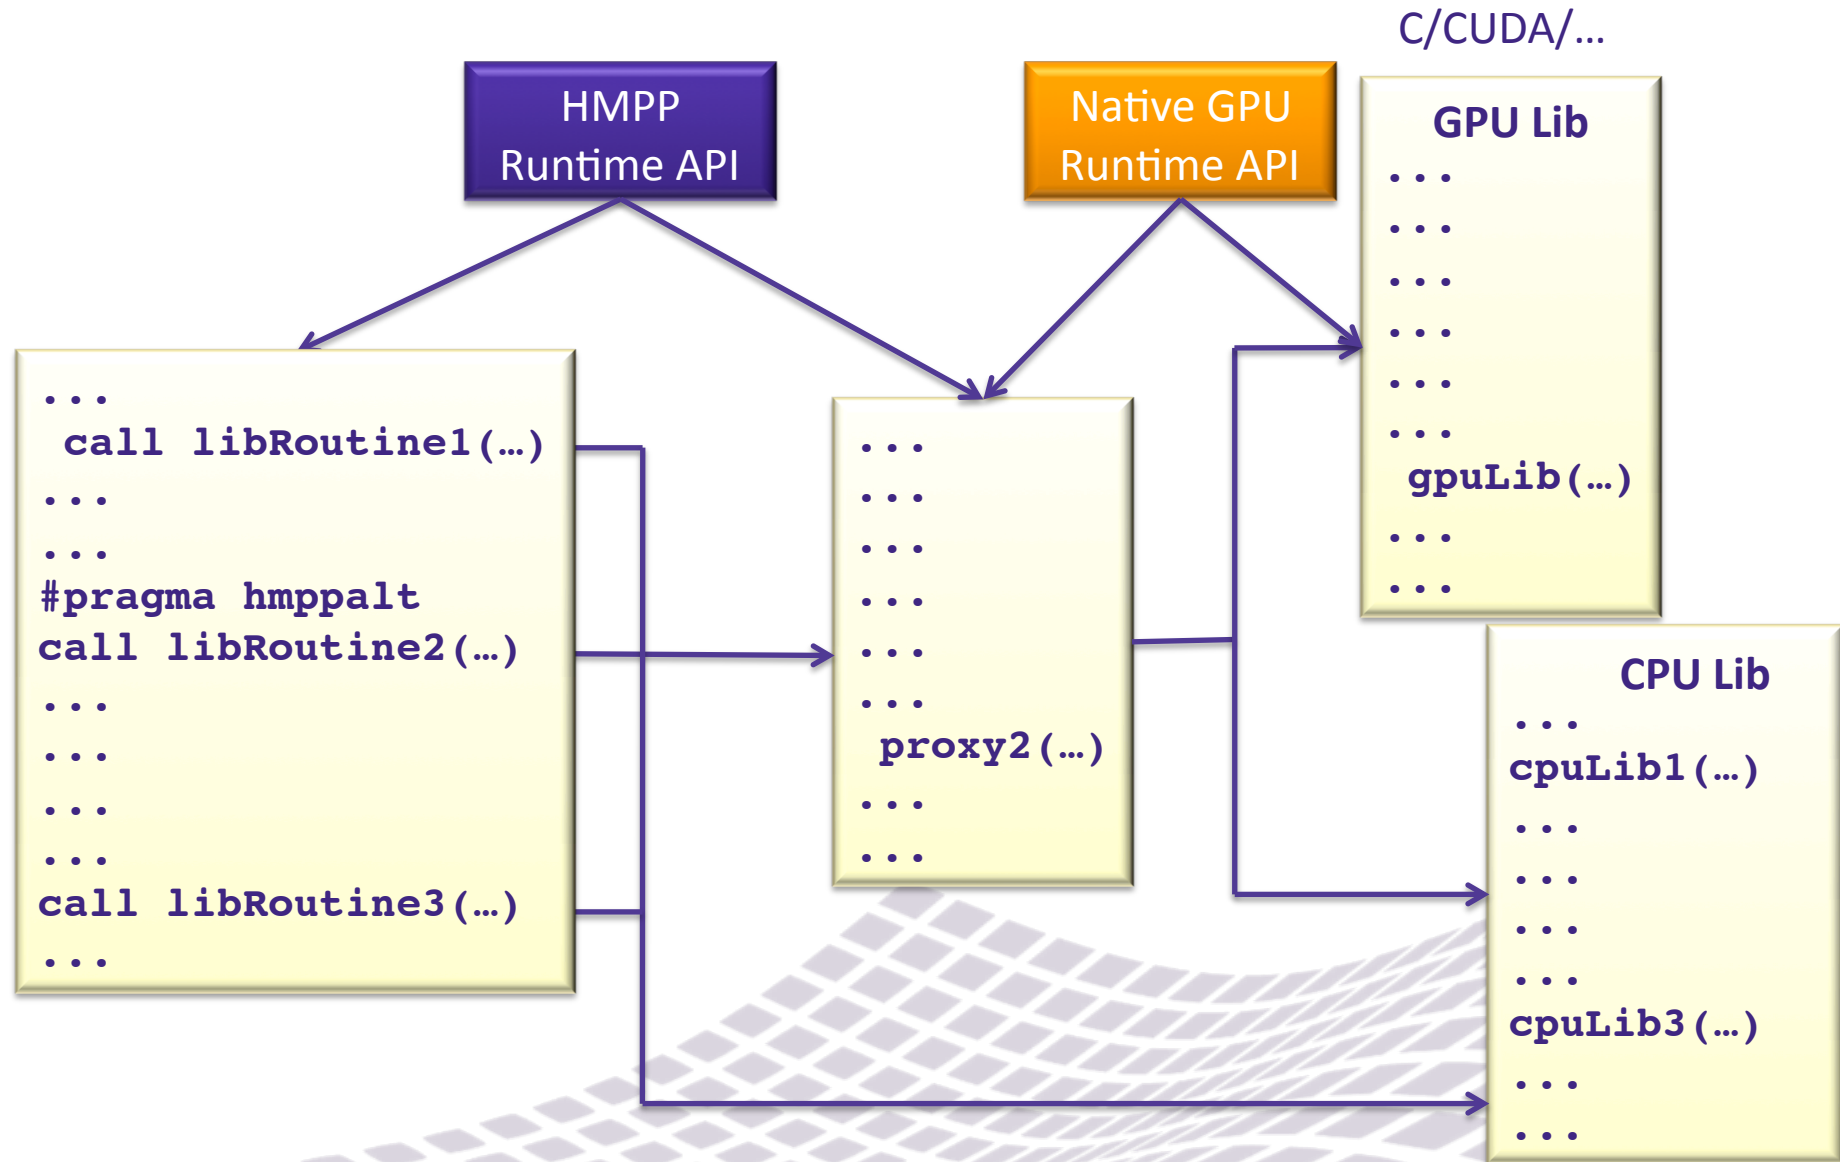 C/CUDA/…
HMPP
Runtime API
Native GPU
Runtime API
GPU Lib
...
...
...
...
...
...
gpuLib(…)
...
...
...
call libRoutine1(…)
...
...
#pragma hmppalt
call libRoutine2(…)
...
...
...
...
call libRoutine3(…)
...
...
...
...
...
...
...
proxy2(…)
...
...
CPU Lib
...
cpuLib1(…)
...
...
...
...
cpuLib3(…)
...
...